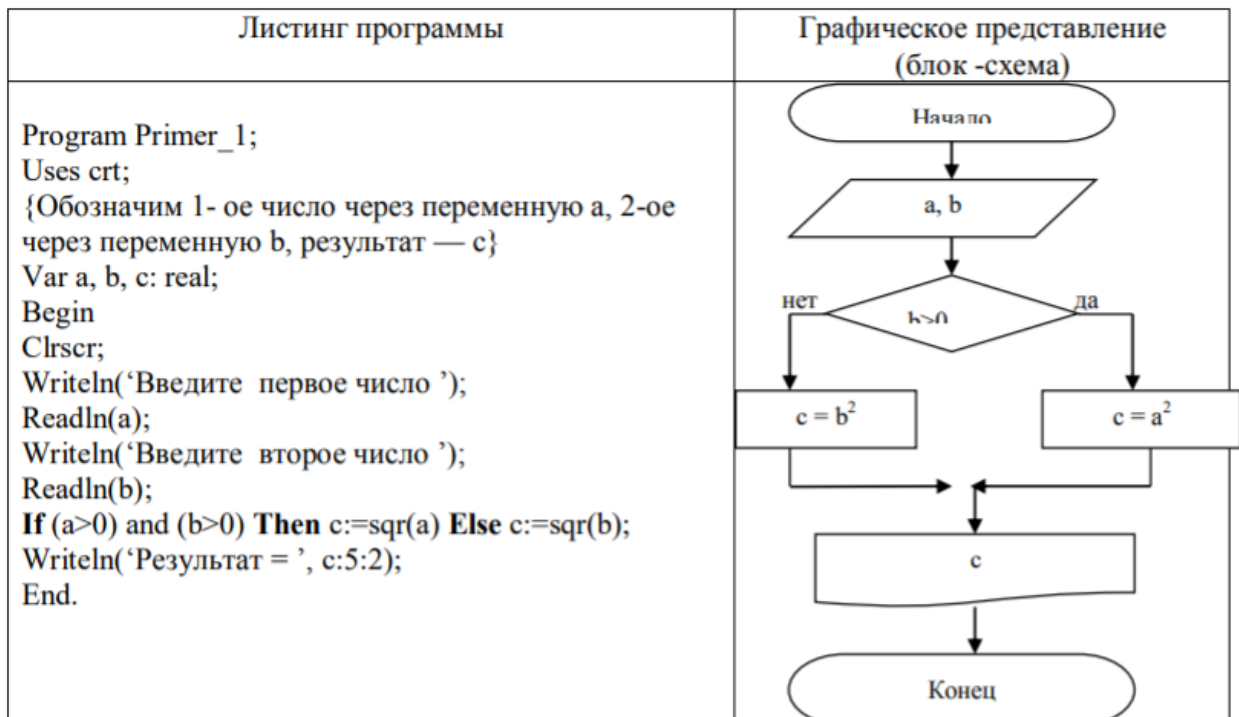 Листинг программы
Графическое представление
(блок -схема)
Program Primer_1;
Uses crt;
{Обозначим 1- ое число через переменную a, 2-ое
через переменную b, результат — c}
Var a, b, c: real;
Begin
Clrscr;
Writeln(‘Введите  первое число ’);
Readln(a);
Writeln(‘Введите  второе число ’);
Readln(b);
If (a>0) and (b>0) Then c:=sqr(a) Else c:=sqr(b);
Writeln(‘Результат = ’, c:5:2);
End.
Начало
a, b
нет
b>0
да
c = b²
c = a²
c
Конец